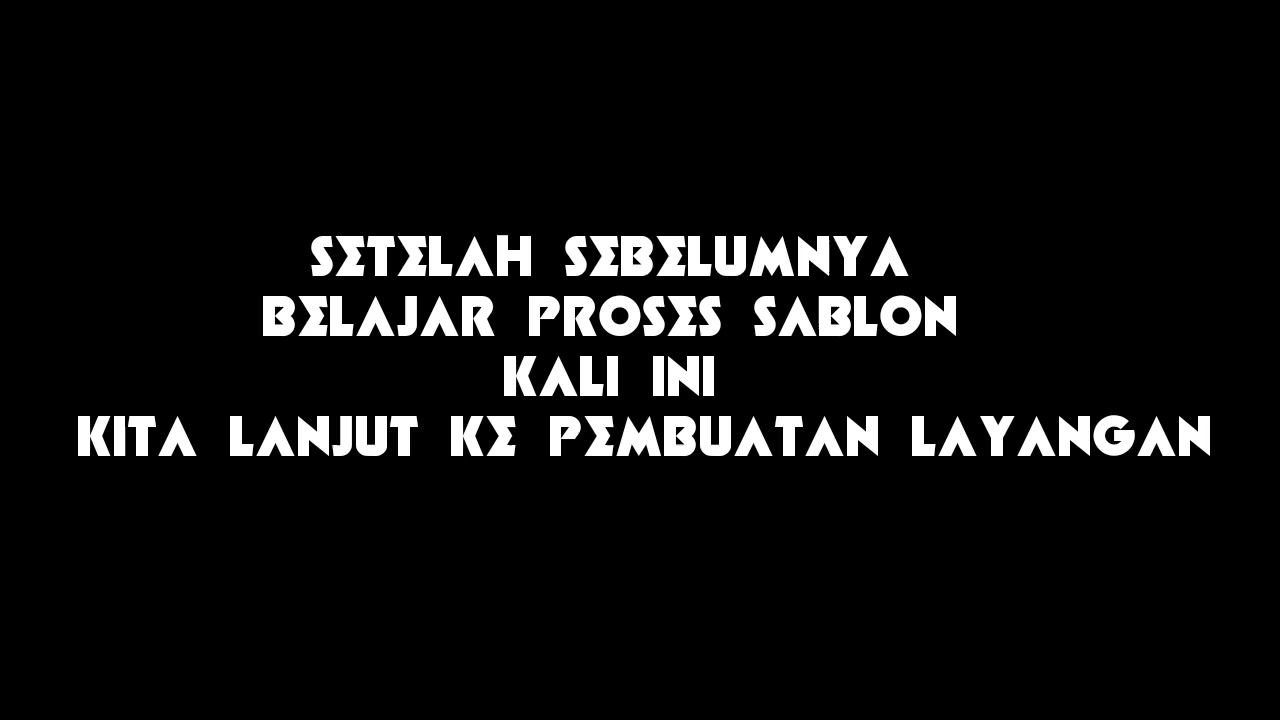 SETELAH SEBELUMNYA
BELAJAR PROSES SABLON
KALI INI
KITA LANJUT KE PEMBUATAN LAYANGAN